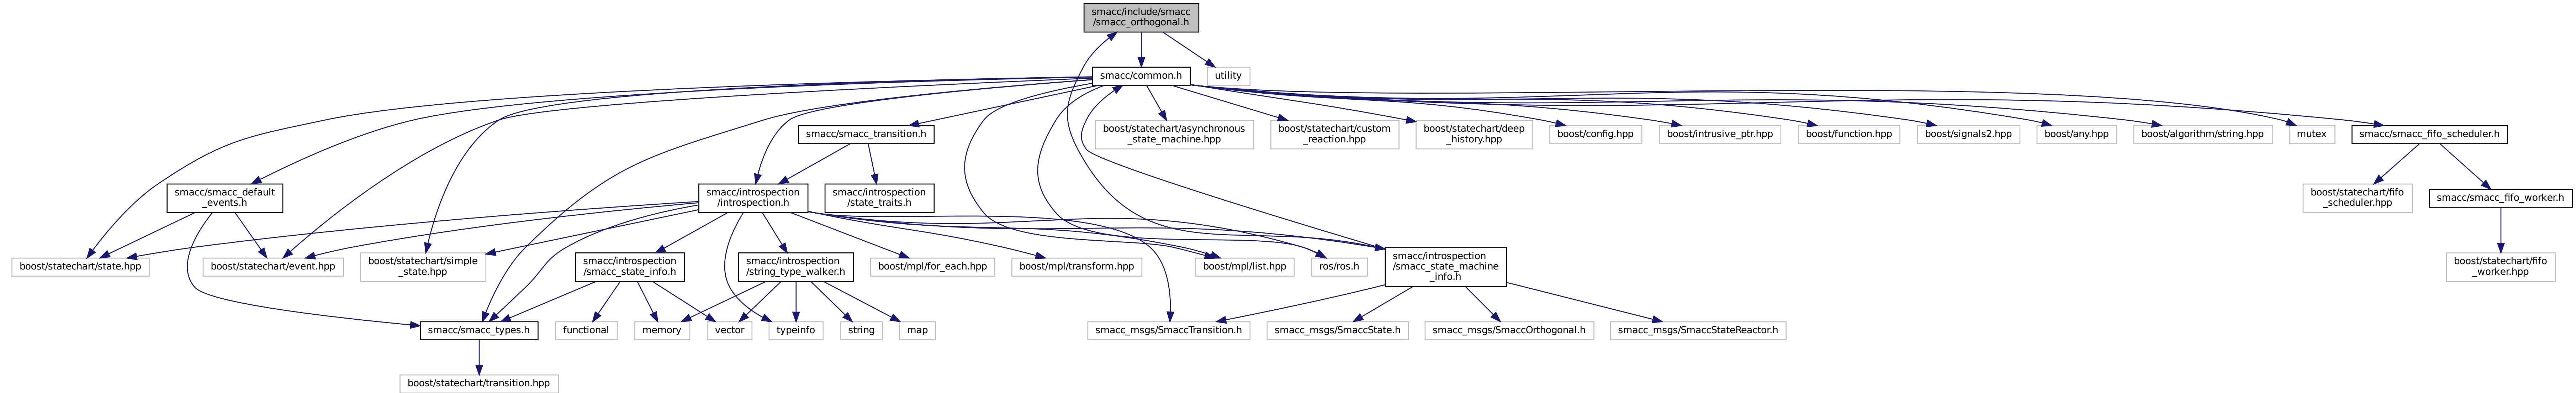 smacc/include/smacc
/smacc_orthogonal.h
smacc/common.h
utility
boost/statechart/asynchronous
_state_machine.hpp
boost/statechart/custom
_reaction.hpp
boost/statechart/deep
_history.hpp
boost/config.hpp
boost/intrusive_ptr.hpp
boost/function.hpp
boost/signals2.hpp
boost/any.hpp
boost/algorithm/string.hpp
mutex
smacc/smacc_fifo_scheduler.h
smacc/smacc_transition.h
smacc/smacc_default
_events.h
smacc/introspection
/introspection.h
smacc/introspection
/state_traits.h
boost/statechart/fifo
_scheduler.hpp
smacc/smacc_fifo_worker.h
boost/statechart/state.hpp
boost/statechart/event.hpp
boost/statechart/simple
_state.hpp
smacc/introspection
/smacc_state_info.h
smacc/introspection
/string_type_walker.h
boost/mpl/for_each.hpp
boost/mpl/transform.hpp
boost/mpl/list.hpp
ros/ros.h
smacc/introspection
/smacc_state_machine
_info.h
boost/statechart/fifo
_worker.hpp
smacc/smacc_types.h
functional
memory
vector
typeinfo
string
map
smacc_msgs/SmaccTransition.h
smacc_msgs/SmaccState.h
smacc_msgs/SmaccOrthogonal.h
smacc_msgs/SmaccStateReactor.h
boost/statechart/transition.hpp